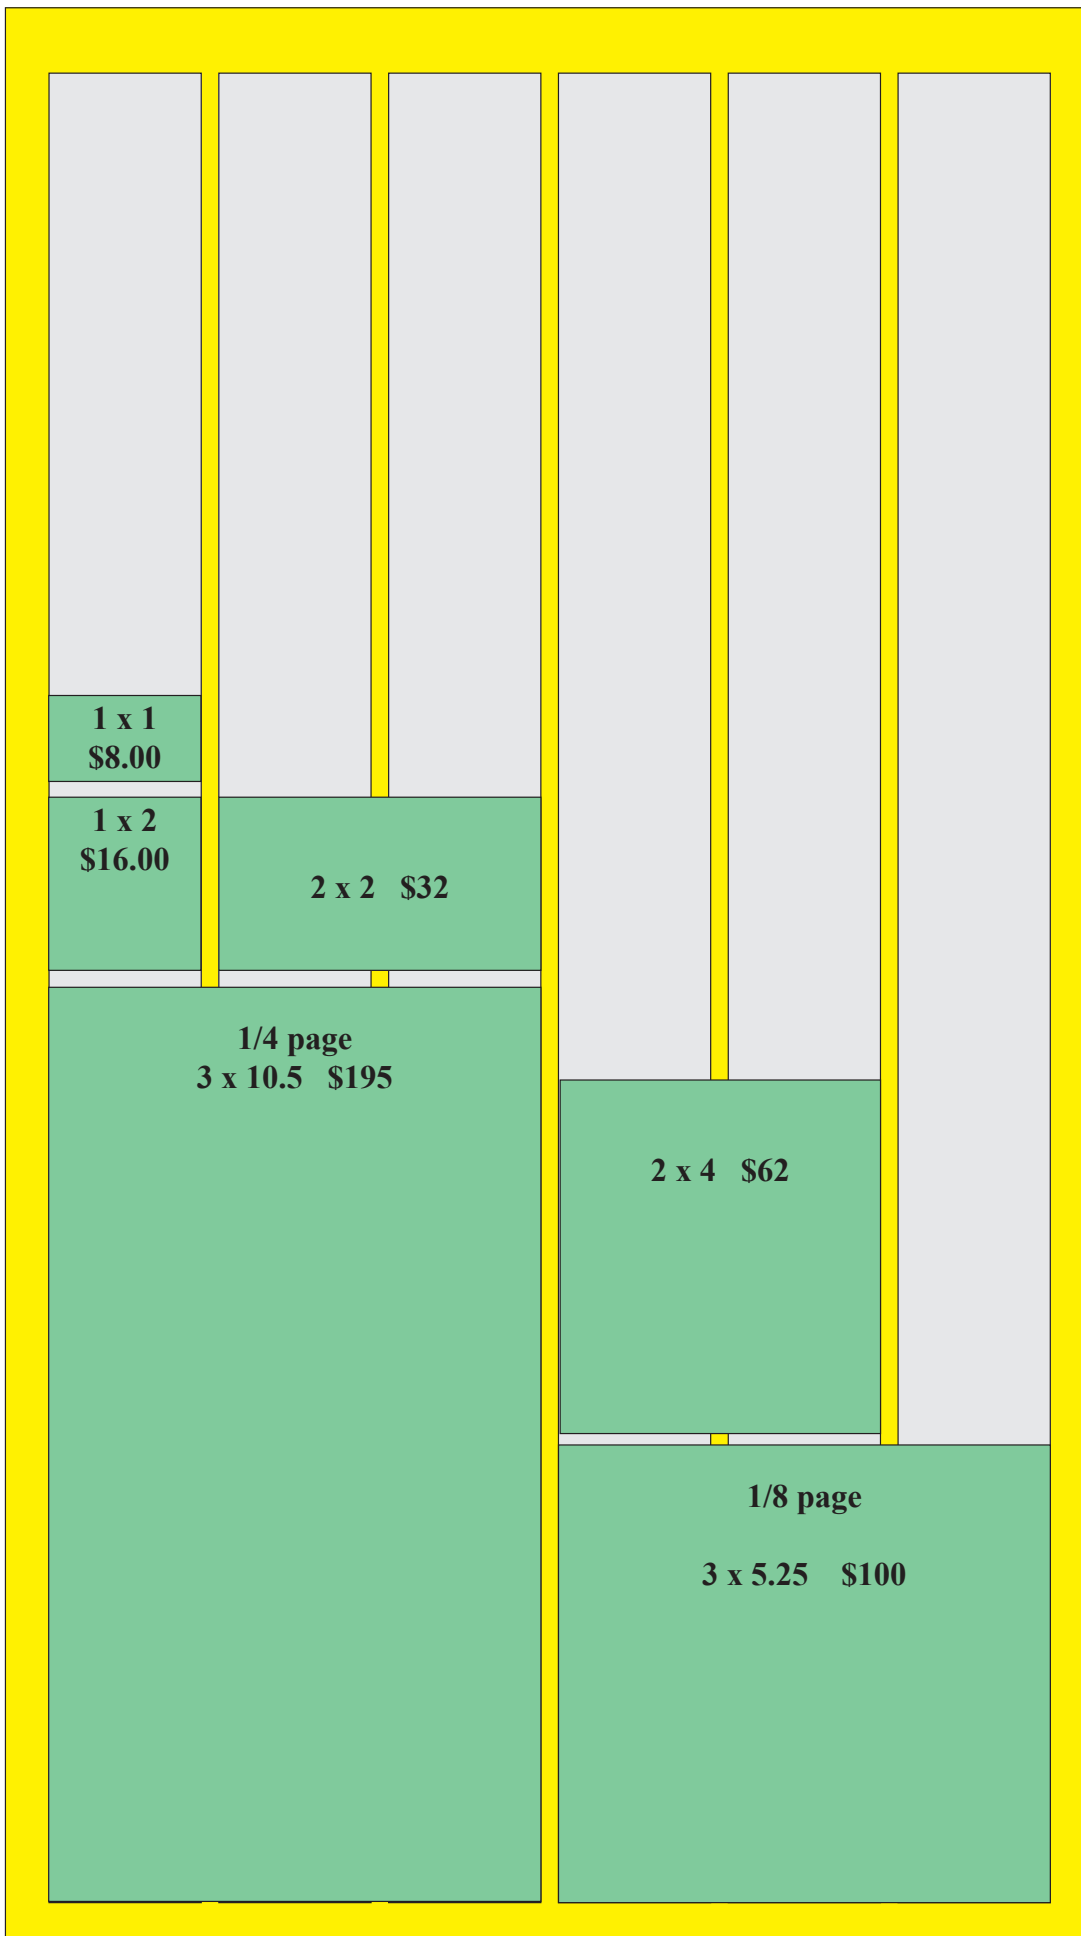 1 x 1
$8.00
1 x 2
$16.00
2 x 2 $32
1/4 page
3 x 10.5 $195
2 x 4 $62
1/8 page
3 x 5.25 $100